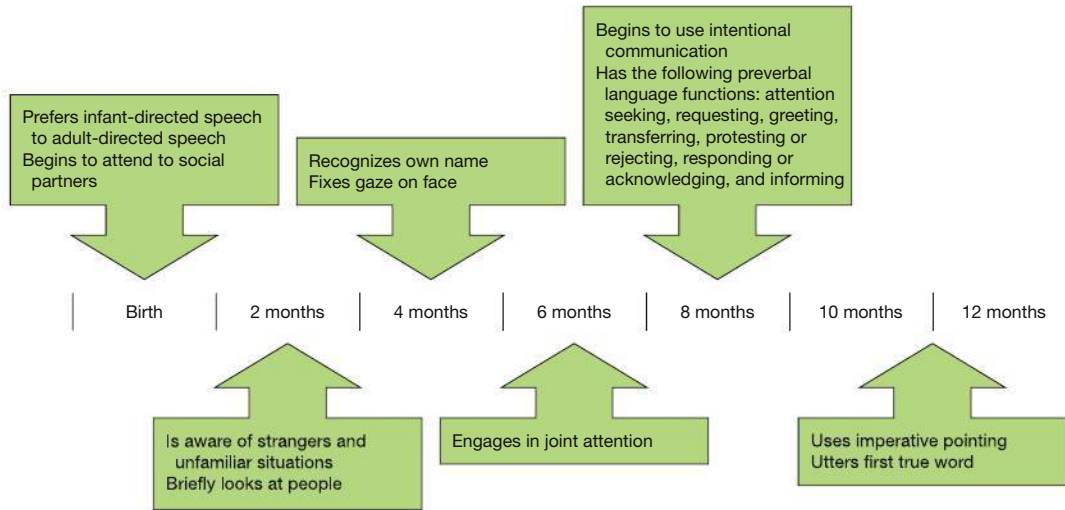 Begins to use intentional
communication
Has the following preverbal
language functions: attention
seeking, requesting, greeting,
transferring, protesting or
rejecting, responding or
acknowledging, and informing
Prefers infant-directed speech
to adult-directed speech
Begins to attend to social
partners
Recognizes own name
Fixes gaze on face
Birth
2 months
4 months
6 months
8 months
10 months
12 months
Is aware of strangers and
unfamiliar situations
Briefly looks at people
Engages in joint attention
Uses imperative pointing
Utters first true word